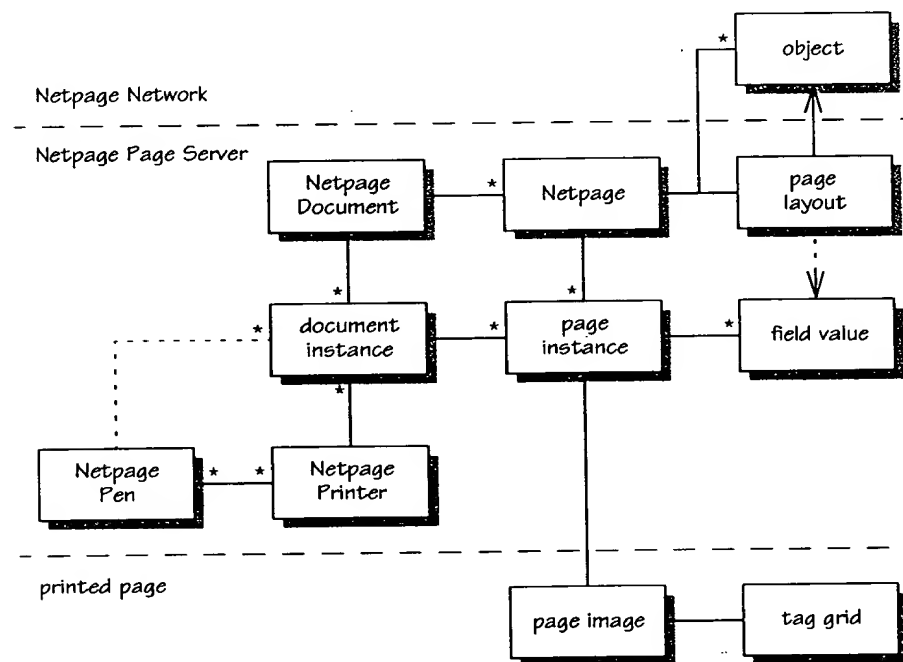 object
*
Netpage Network
Netpage Page Server
Netpage
Document
*
Netpage
page
layout
*
*
*
document
instance
*
page
instance
*
field value
*
Netpage
Pen
*
*
Netpage
Printer
printed page
page image
tag grid